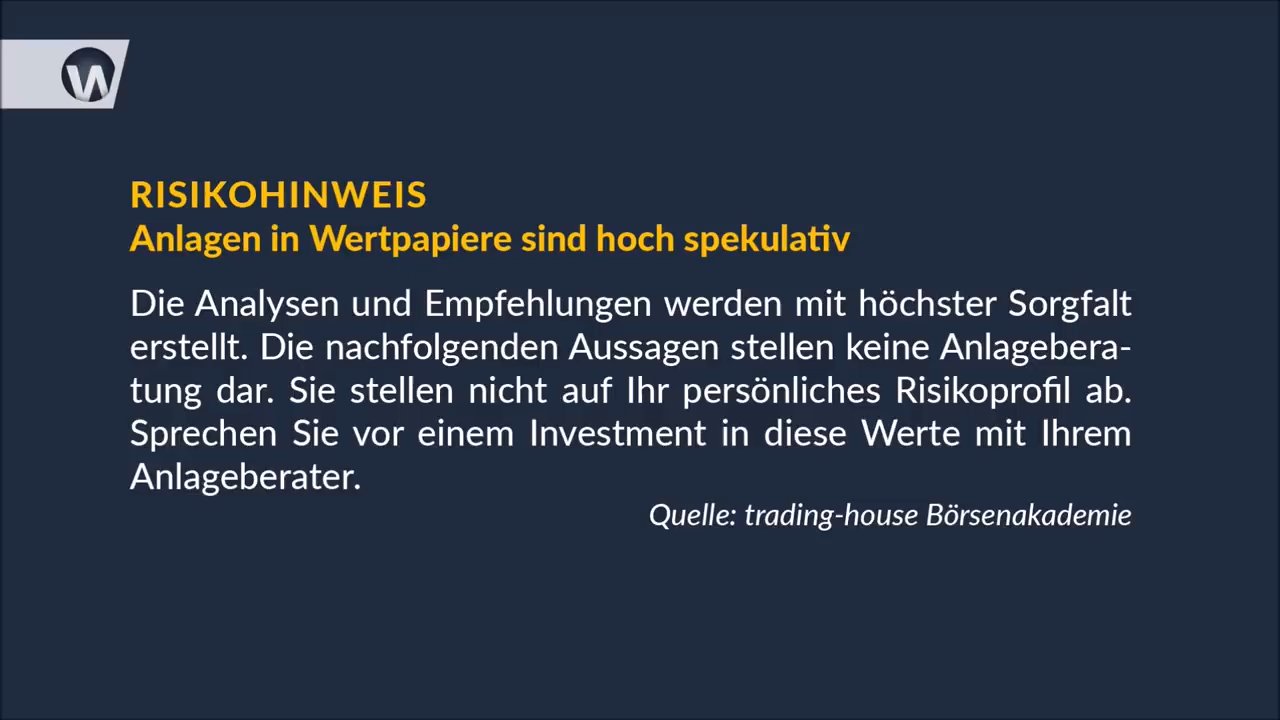 W
RISIKOHINWEIS
Anlagen in Wertpapiere sind hoch spekulativ
Die Analysen und Empfehlungen werden mit höchster Sorgfalt
erstellt. Die nachfolgenden Aussagen stellen keine Anlagebera-
tung dar. Sie stellen nicht auf Ihr persönliches Risikoprofil ab.
Sprechen Sie vor einem Investment in diese Werte mit Ihrem
Anlageberater.
Quelle: trading-house Börsenakademie